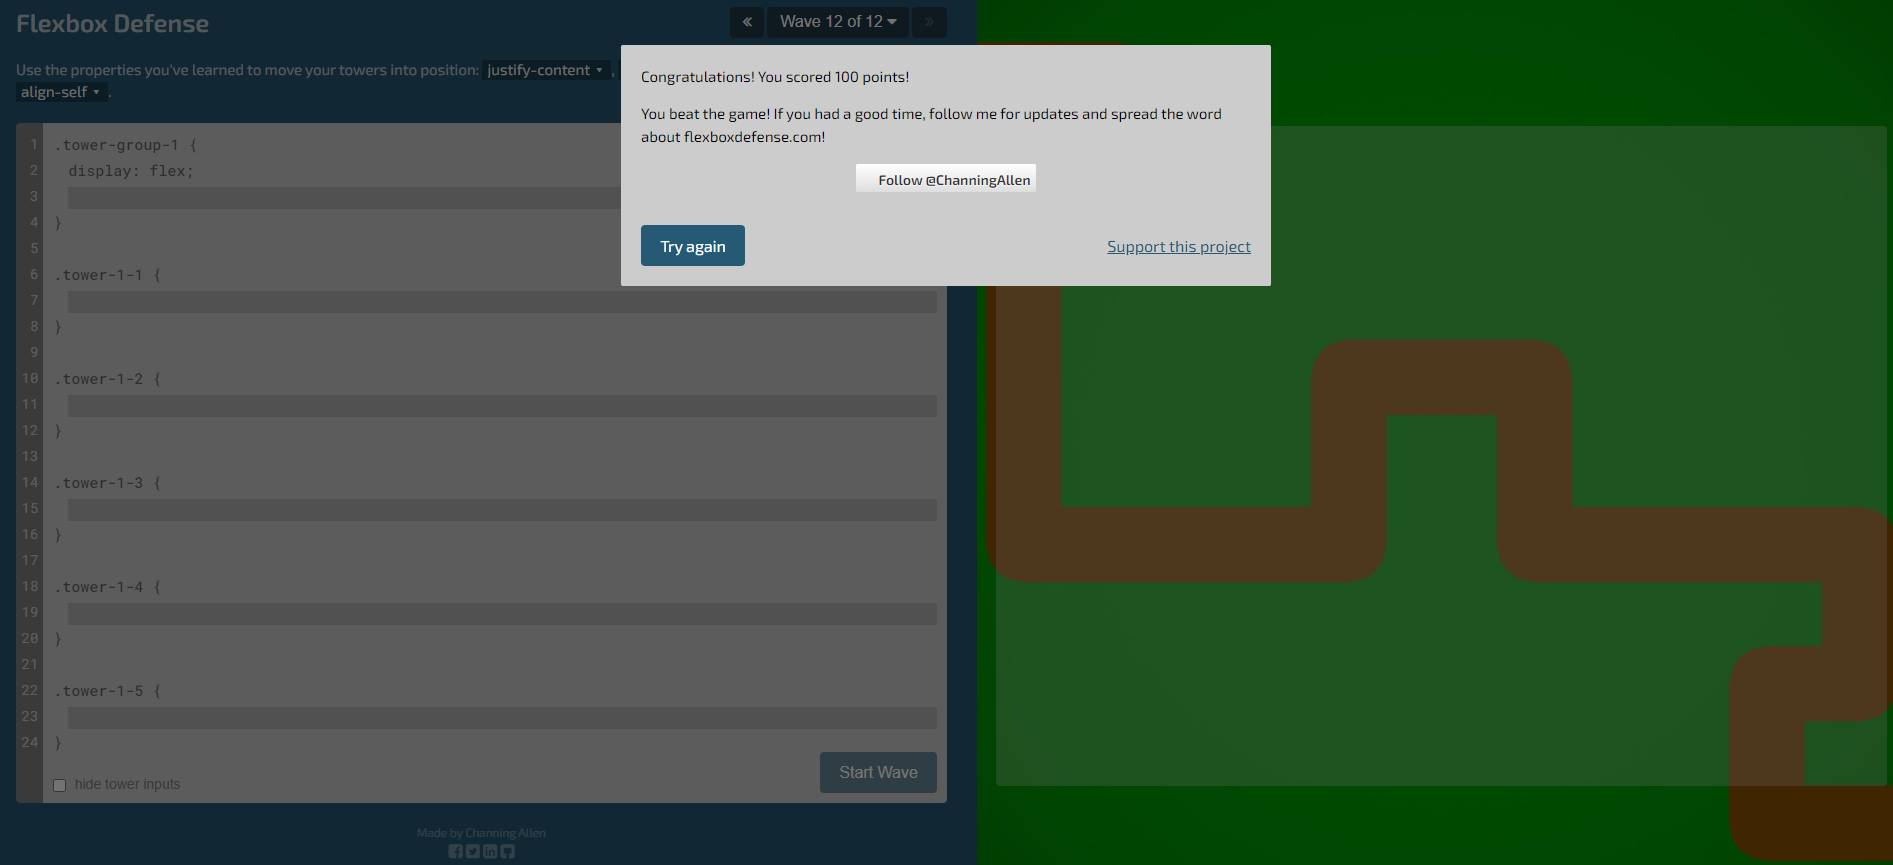 Flexbox Defense
«
Wave 12 of 12
»
Use the properties you've learned to move your towers into position: justify-content ,
align-self .
Congratulations! You scored 100 points!
You beat the game! If you had a good time, follow me for updates and spread the word
about flexboxdefense.com!
Follow @ChanningAllen
Try again
Support this project
1 .tower-group-1 {
2 display: flex;
3
4 }
5
6 .tower-1-1 {
7
8 }
9
10 .tower-1-2 {
11
12 }
13
14 .tower-1-3 {
15
16 }
17
18 .tower-1-4 {
19
20 }
21
22 .tower-1-5 {
23
24 }
hide tower inputs
Start Wave
Made by Channing Allen